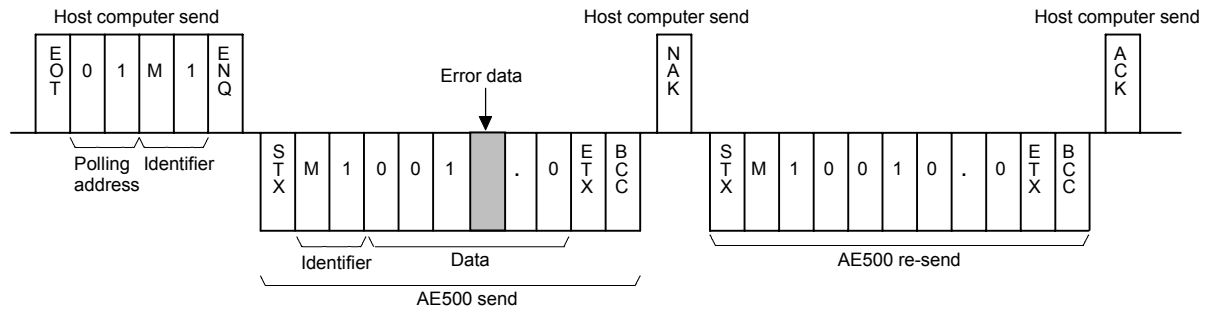 Host computer send Host computer send Host computer send
EOT 0 1 M 1 ENQ NAK ACK
Error data
Polling address Identifier
STX M 1 0 0 1 . 0 ETX BCC STX M 1 0 0 1 0 . 0 ETX BCC
Identifier Data AE500 re-send
AE500 send